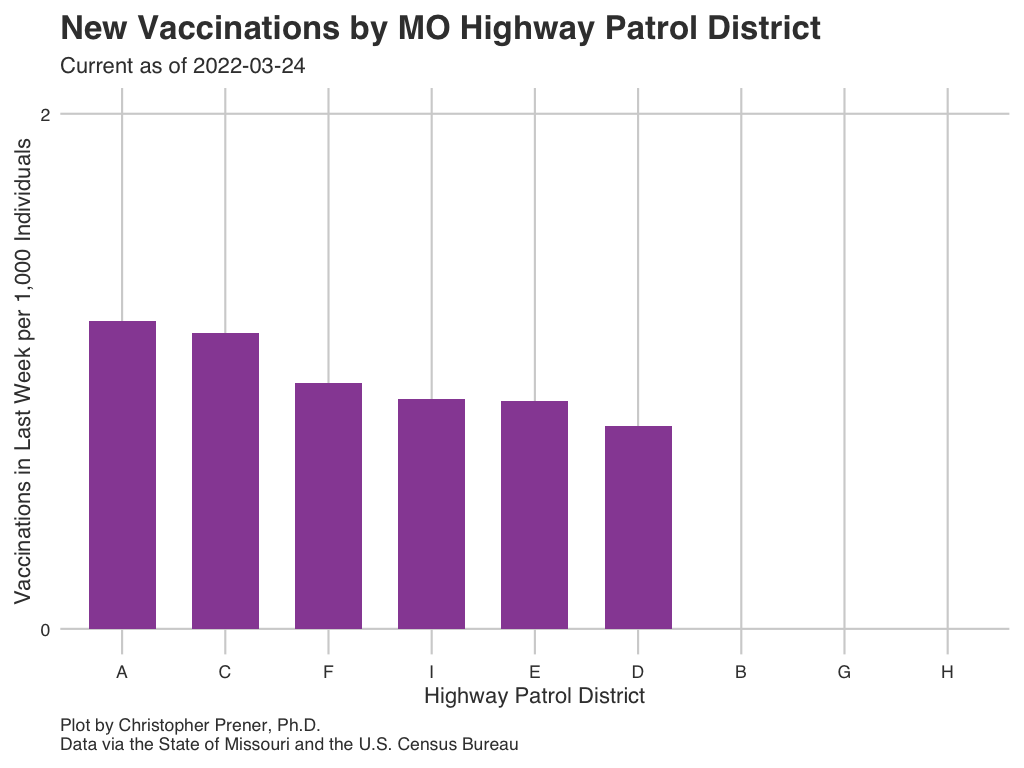 New Vaccinations by MO Highway Patrol District
Current as of 2022-03-24
Vaccinations in Last Week per 1,000 Individuals
2
0
A C F I E D B G H
Highway Patrol District
Plot by Christopher Prener, Ph.D.
Data via the State of Missouri and the U.S. Census Bureau